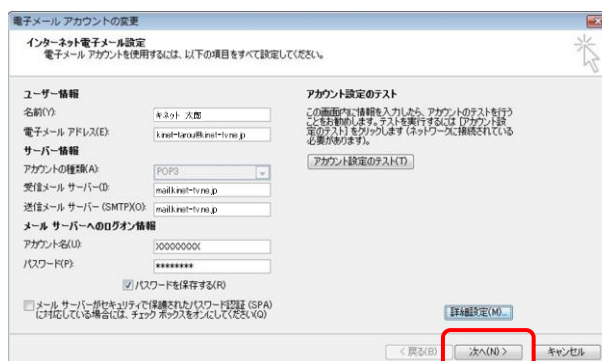 電子メール アカウントの変更
インターネット電子メール設定
電子メール アカウントを使用するには、以下の項目をすべて設定してください。
ユーザー情報
名前(Y):
キネット 太郎
電子メール アドレス(E):
kinet-tarou@kinet-tv.ne.jp
サーバー情報
アカウントの種類(A):
POP3
受信メール サーバー(I):
mail.kinet-tv.ne.jp
送信メール サーバー (SMTP)(O):
mail.kinet-tv.ne.jp
メール サーバーへのログオン情報
アカウント名(U):
XXXXXXXX
パスワード(P):
********
パスワードを保存する(R)
メール サーバーがセキュリティで保護されたパスワード認証 (SPA)
に対応している場合には、チェック ボックスをオンにしてください(Q)
アカウント設定のテスト
この画面内に情報を入力したら、アカウントのテストを行う
ことをお勧めします。テストを実行するには [アカウント設
定のテスト] をクリックします (ネットワークに接続されている
必要があります)。
アカウント設定のテスト(T)
詳細設定(M)...
< 戻る(B)
次へ(N) >
キャンセル